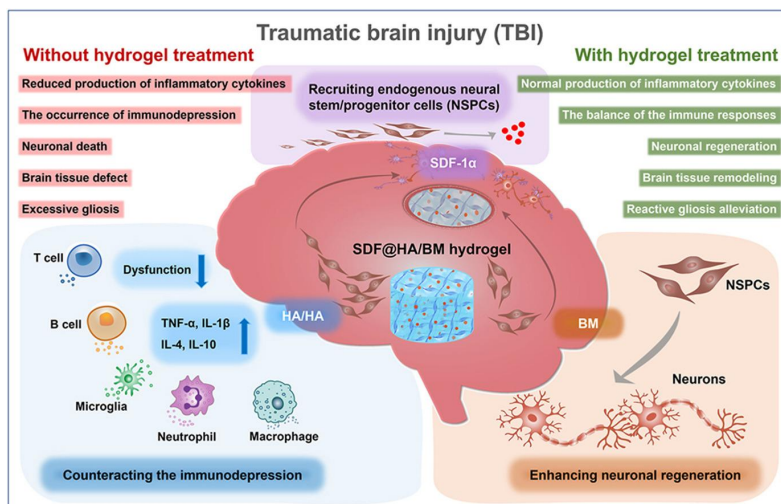 Traumatic brain injury (TBI)
Without hydrogel treatment
With hydrogel treatment
Reduced production of inflammatory cytokines
The occurrence of immunodepression
Neuronal death
Brain tissue defect
Excessive gliosis
Recruiting endogenous neural
stem/progenitor cells (NSPCs)
Normal production of inflammatory cytokines
The balance of the immune responses
Neuronal regeneration
Brain tissue remodeling
Reactive gliosis alleviation
SDF-1α
SDF@HA/BM hydrogel
HA/HA
BM
T cell
Dysfunction
B cell
TNF-α, IL-1β
IL-4, IL-10
Microglia
Neutrophil
Macrophage
Counteracting the immunodepression
NSPCs
Neurons
Enhancing neuronal regeneration